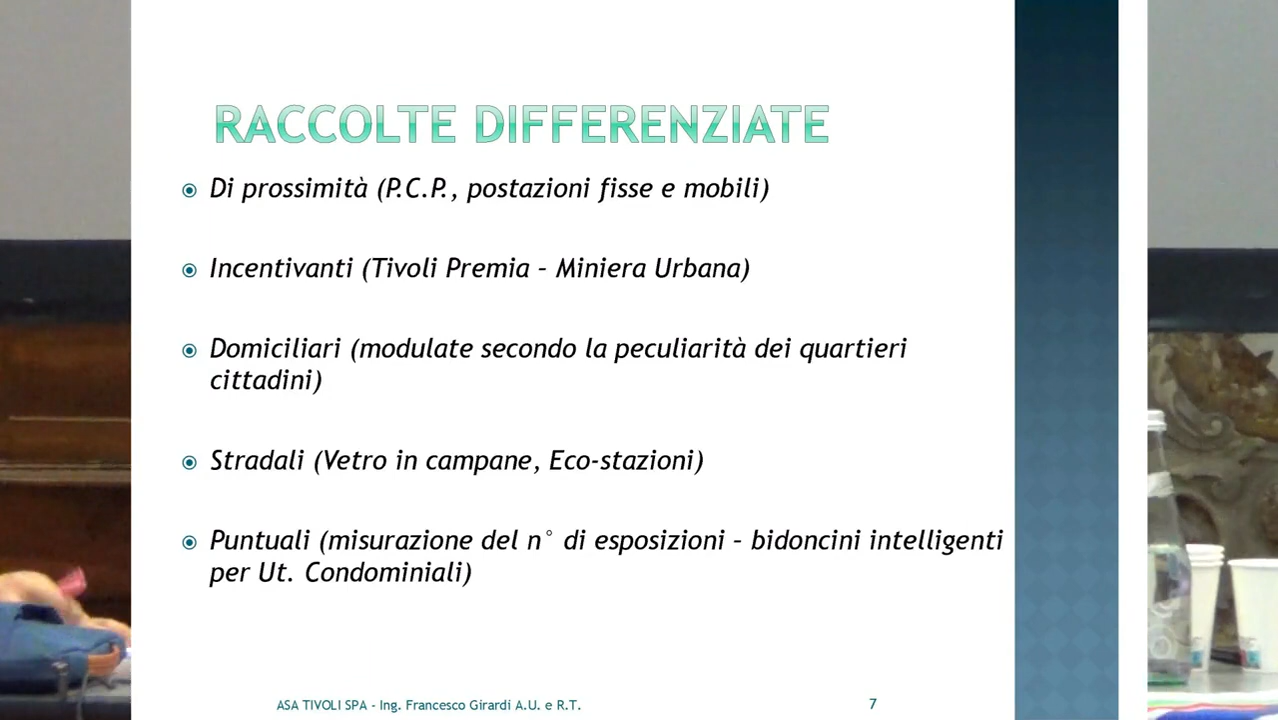 RACCOLTE DIFFERENZIATE
Di prossimità (P.C.P., postazioni fisse e mobili)
Incentivanti (Tivoli Premia – Miniera Urbana)
Domiciliari (modulate secondo la peculiarità dei quartieri
cittadini)
Stradali (Vetro in campane, Eco-stazioni)
Puntuali (misurazione del n° di esposizioni – bidoncini intelligenti
per Ut. Condominiali)
ASA TIVOLI SPA - Ing. Francesco Girardi A.U. e R.T.
7